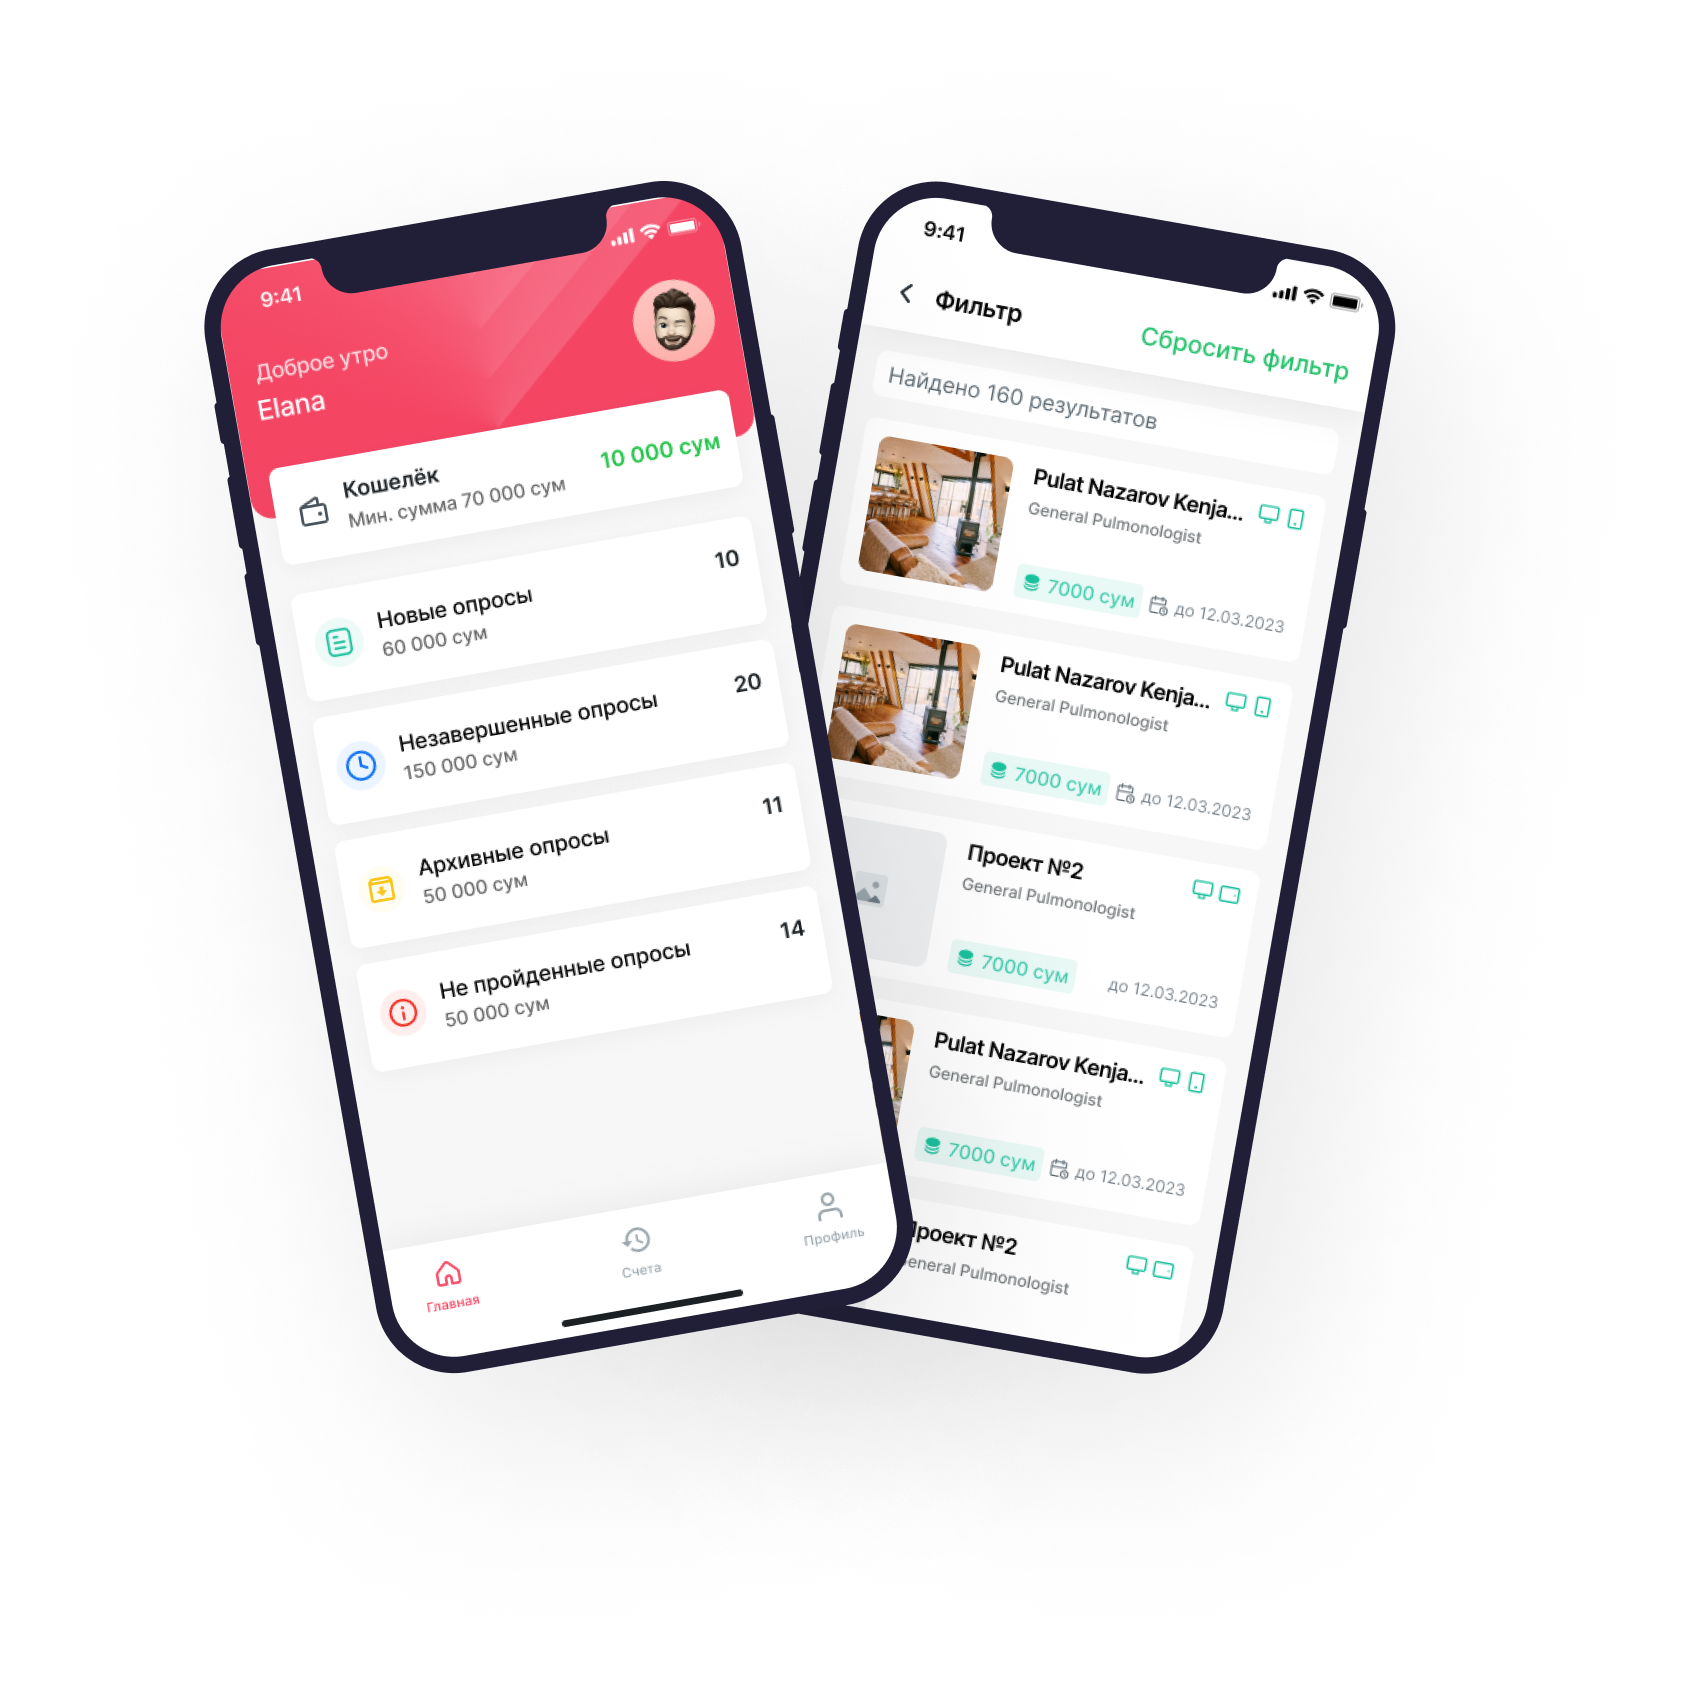 9:41
Доброе утро
Elana
Кошелёк
Мин. сумма 70 000 сум
10 000 сум
Новые опросы
60 000 сум
10
Незавершенные опросы
150 000 сум
20
Архивные опросы
50 000 сум
11
Не пройденные опросы
50 000 сум
14
Главная
Счета
Профиль
9:41
Фильтр
Сбросить фильтр
Найдено 160 результатов
Pulat Nazarov Kenja...
General Pulmonologist
7000 сум
до 12.03.2023
Pulat Nazarov Kenja...
General Pulmonologist
7000 сум
до 12.03.2023
Проект №2
General Pulmonologist
7000 сум
до 12.03.2023
Pulat Nazarov Kenja...
General Pulmonologist
7000 сум
до 12.03.2023
Проект №2
General Pulmonologist